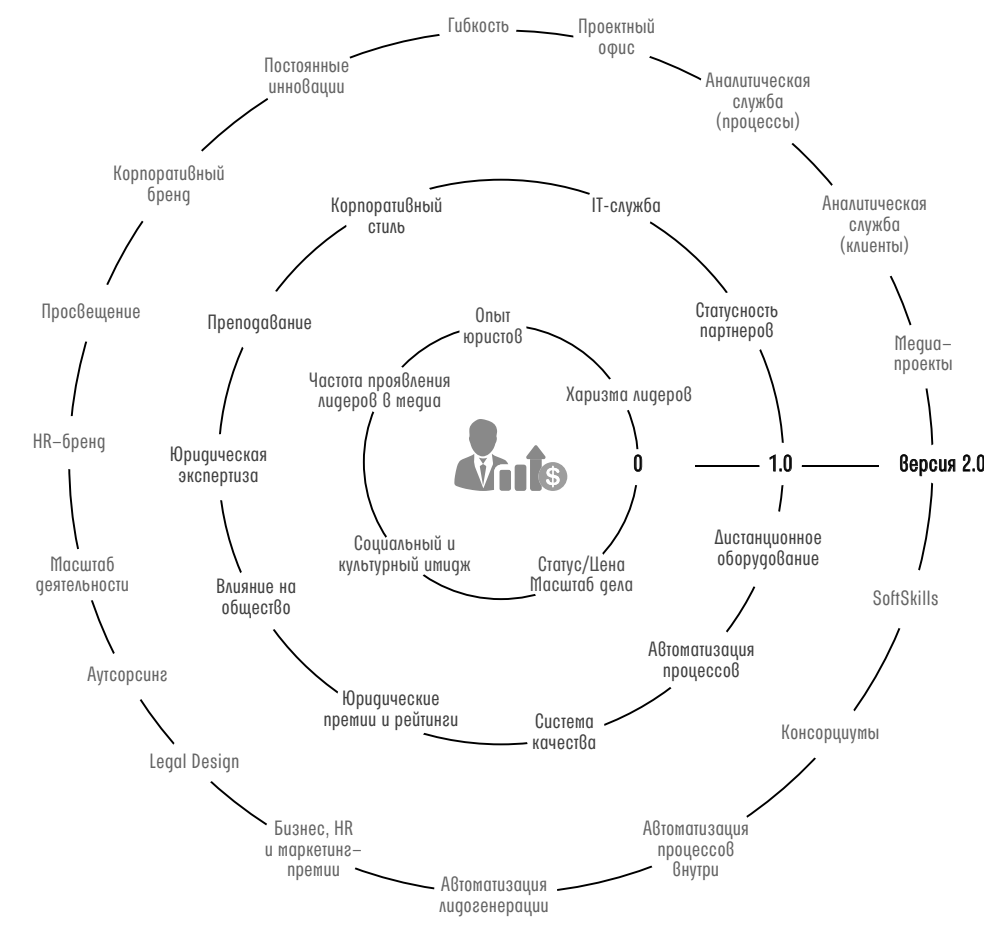 Гибкость
Проектный
офис
Постоянные
инновации
Аналитическая
служба
(процессы)
Корпоративный
бренд
Аналитическая
служба
(клиенты)
Корпоративный
стиль
IT-служба
Просвещение
Преподавание
Опыт
юристов
Статусность
партнеров
Медиа–
проекты
Частота проявления
лидеров в медиа
Харизма лидеров
HR–бренд
Юридическая
экспертиза
$
0
1.0
версия 2.0
Социальный и
культурный имидж
Статус/Цена
Масштаб дела
Дистанционное
оборудование
Масштаб
деятельности
Влияние на
общество
SoftSkills
Аутсорсинг
Автоматизация
процессов
Юридические
премии и рейтинги
Система
качества
Консорциумы
Legal Design
Бизнес, HR
и маркетинг–
премии
Автоматизация
процессов
внутри
Автоматизация
лидогенерации